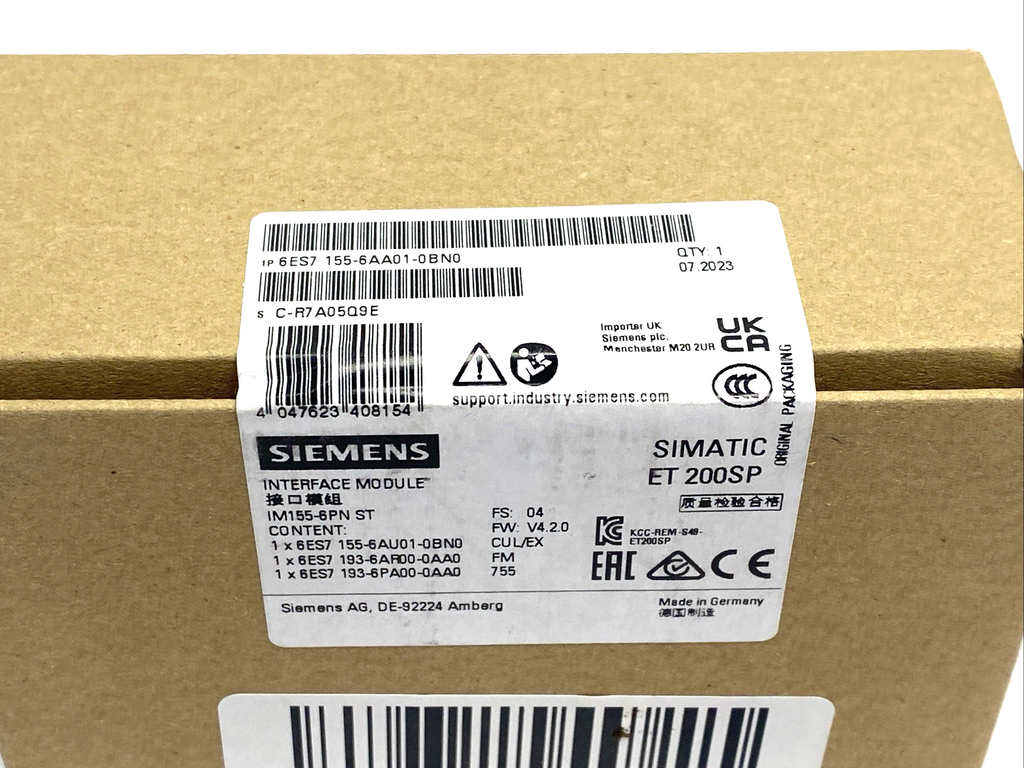 1P 6ES7 155-6AA01-0BN0
QTY: 1
07.2023
S C-R7A05Q9E
Importer UK
Siemens plc.
Manchester M20 2UR
UK
CA
CCC
4 047623 408154
support.industry.siemens.com
ORIGINAL PACKAGING
SIEMENS
SIMATIC
ET 200SP
INTERFACE MODULE
接口模组
质量检验合格
IM155-6PN ST
FS: 04
CONTENT:
FW: V4.2.0
KCC-REM-S49-
ET200SP
1 x 6ES7 155-6AU01-0BN0
CUL/EX
1 x 6ES7 193-6AR00-0AA0
FM
1 x 6ES7 193-6PA00-0AA0
755
EAC
CE
Siemens AG, DE-92224 Amberg
Made in Germany
德国制造